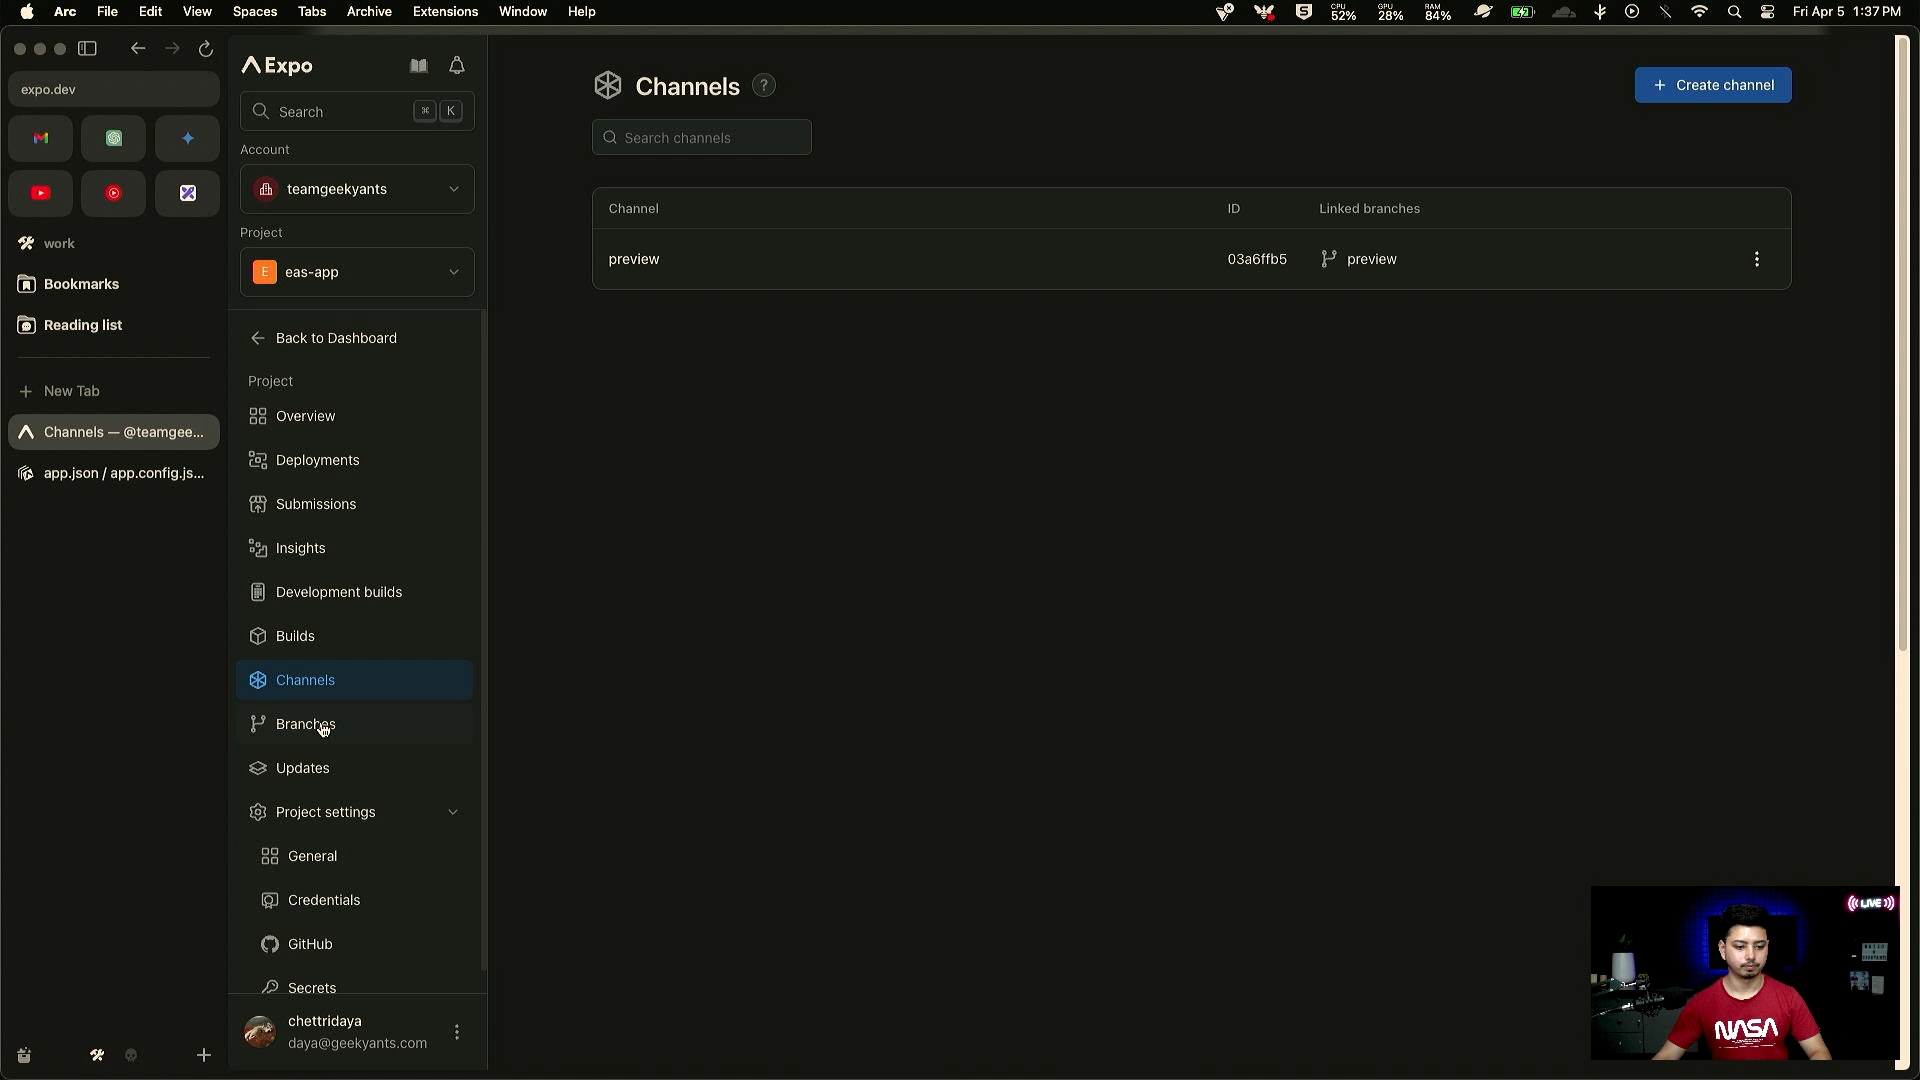 Arc File Edit View Spaces Tabs Archive Extensions Window Help
CPU 52% GPU 28% RAM 84% Fri Apr 5 1:37 PM
expo.dev
work
Bookmarks
Reading list
New Tab
Channels — @teamgee...
app.json / app.config.js...
Expo
Search ⌘ K
Account
teamgeekyants
Project
E eas-app
Back to Dashboard
Project
Overview
Deployments
Submissions
Insights
Development builds
Builds
Channels
Branches
Updates
Project settings
General
Credentials
GitHub
Secrets
chettridaya
daya@geekyants.com
Channels ?
+ Create channel
Search channels
Channel ID Linked branches
preview 03a6ffb5 preview
LIVE
NASA